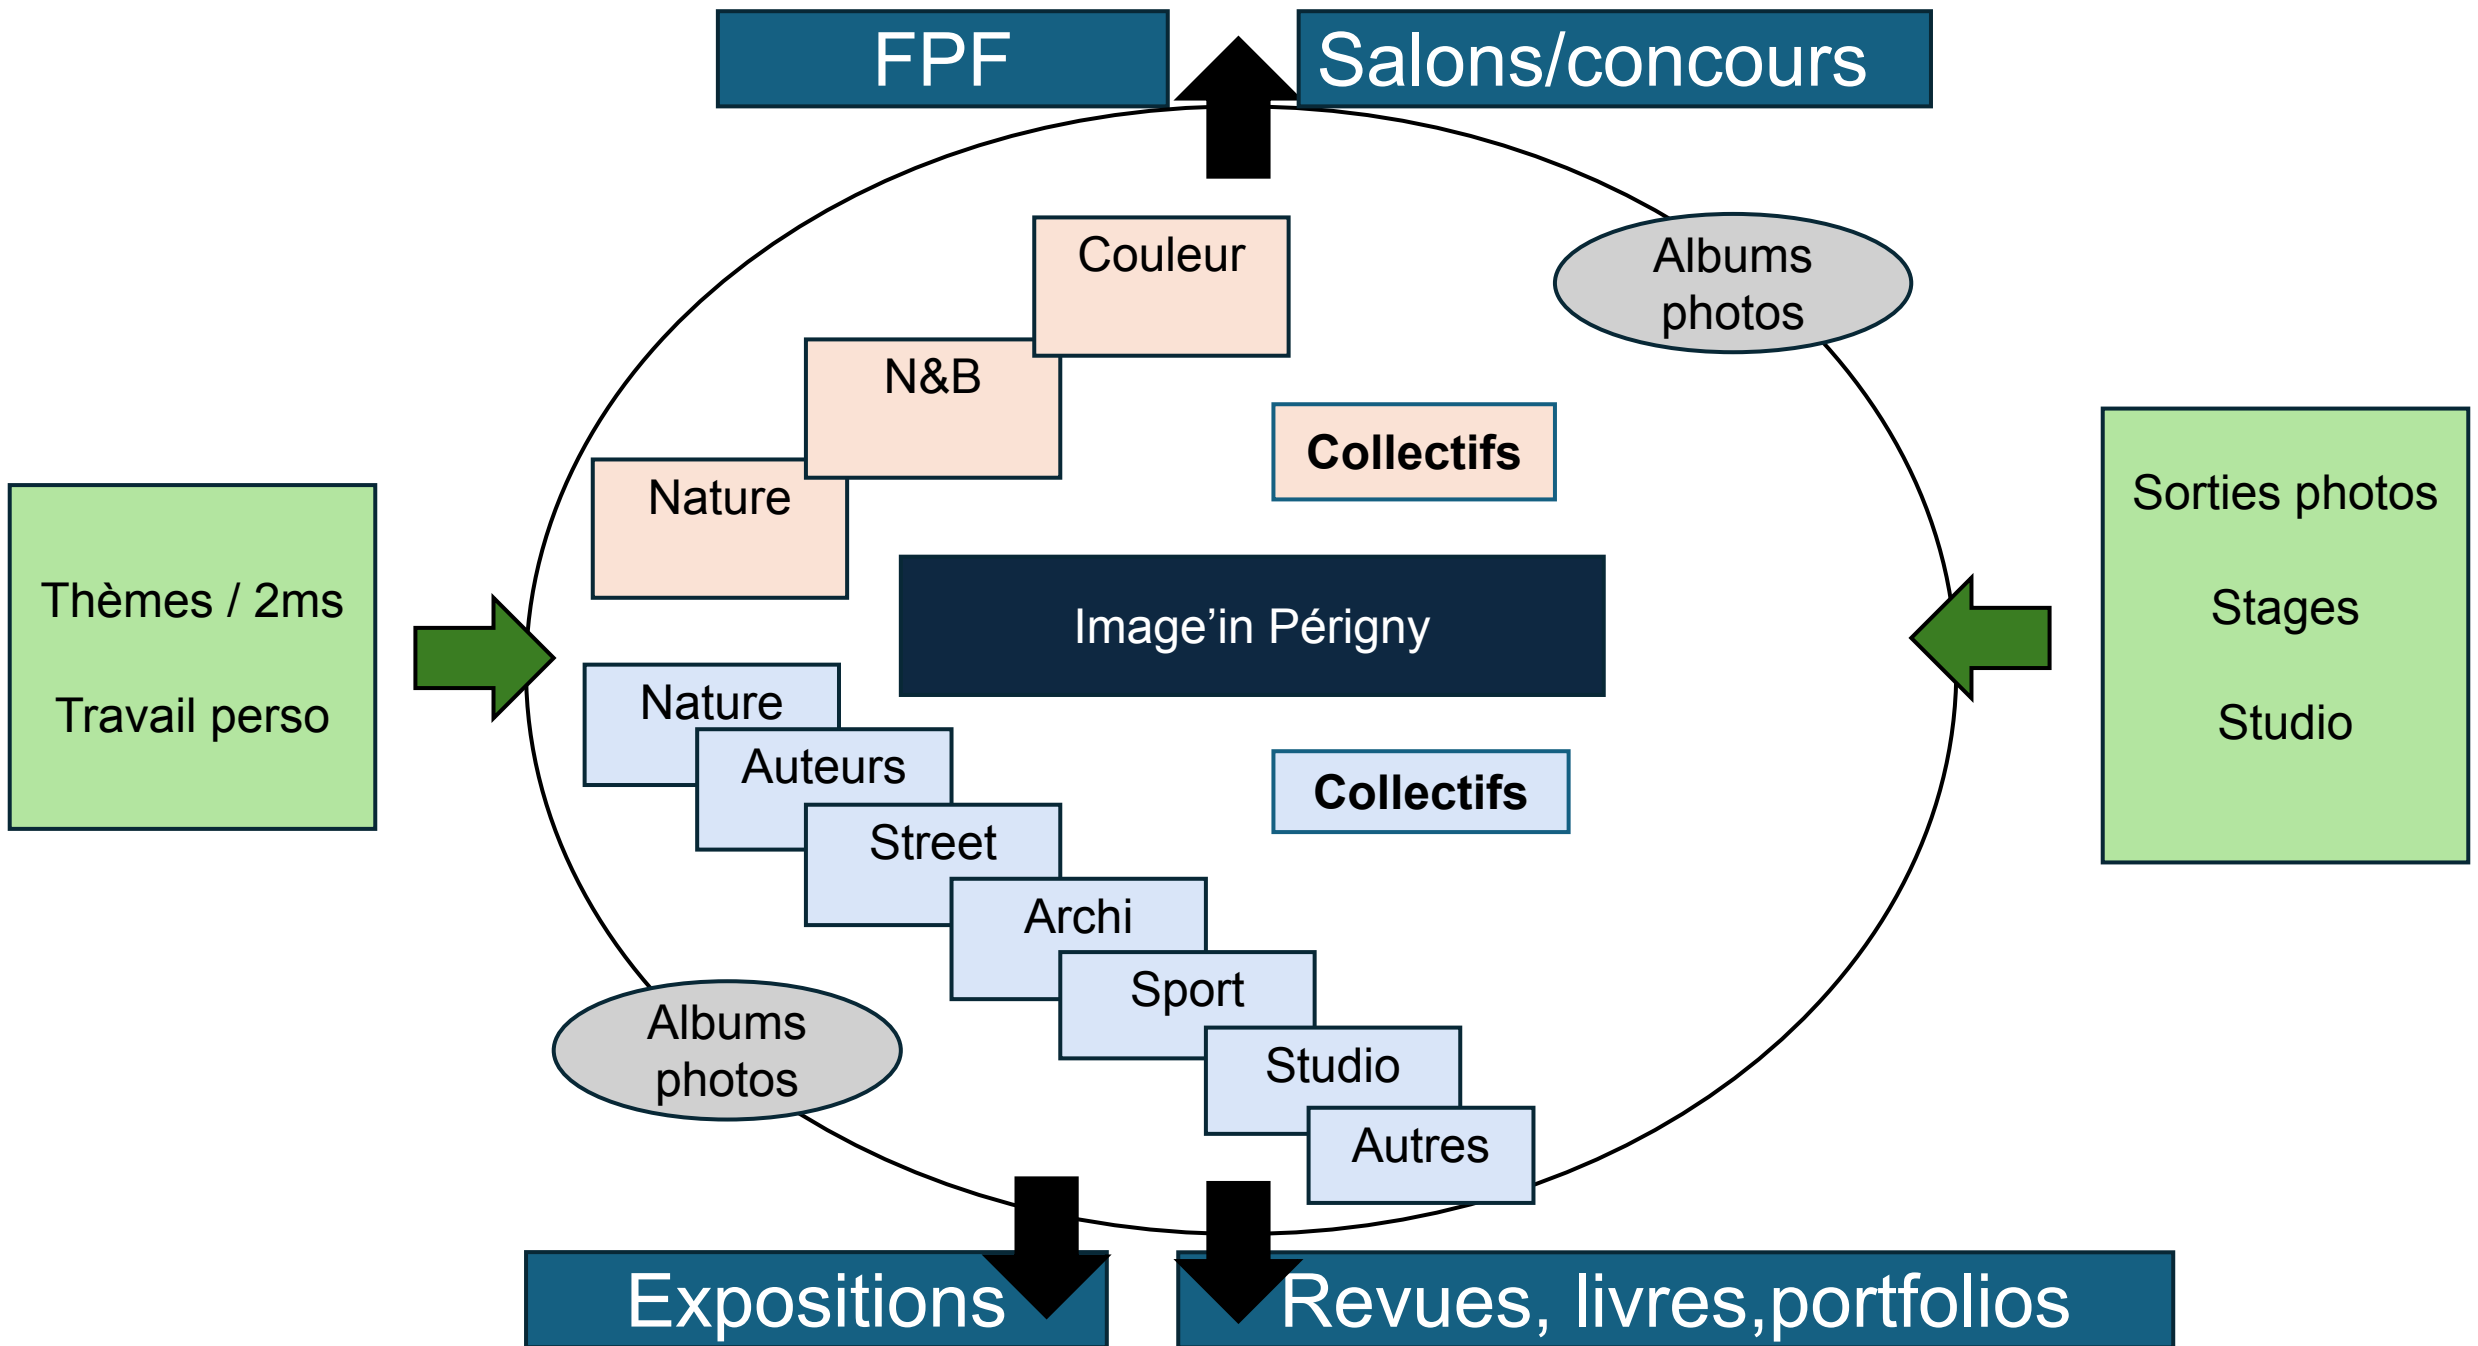 FPF
Salons/concours
Couleur
Albums
photos
N&B
Collectifs
Nature
Sorties photos
Stages
Studio
Thèmes / 2ms
Travail perso
Image’in Périgny
Nature
Auteurs
Collectifs
Street
Archi
Sport
Albums
photos
Studio
Autres
Expositions
Revues, livres,portfolios